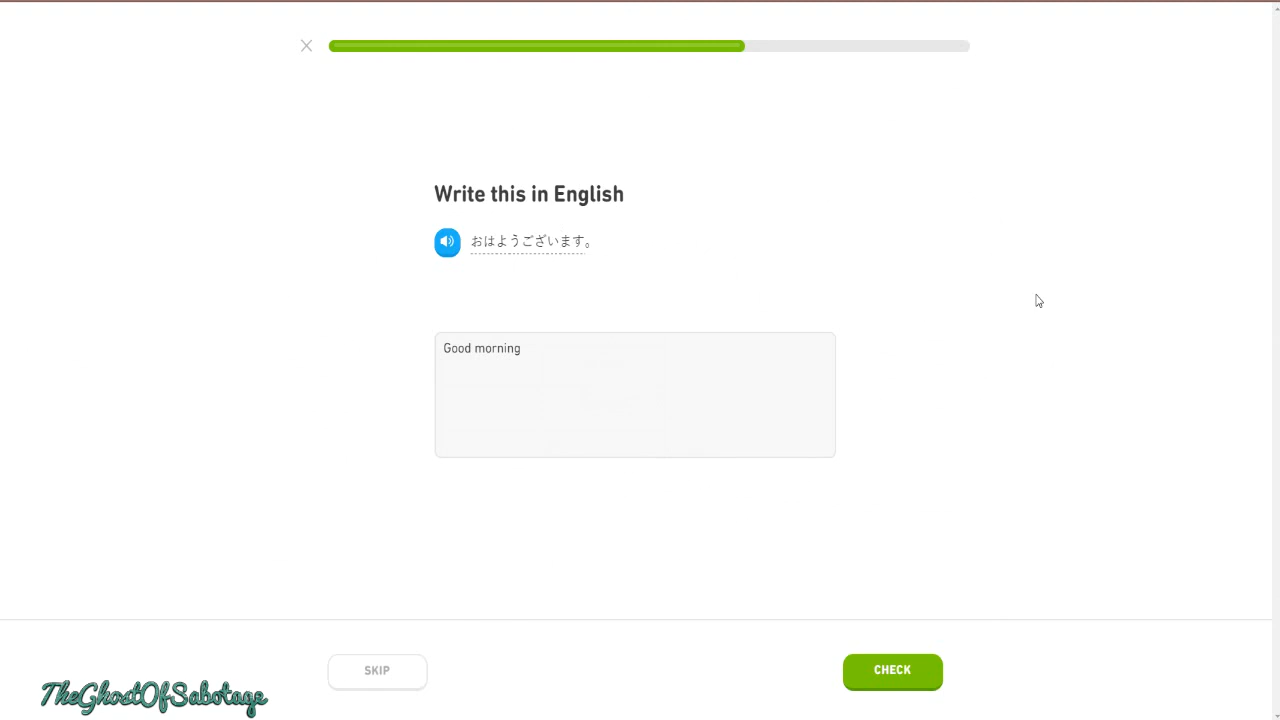 Write this in English
おはようございます。
Good morning
SKIP
CHECK
TheGhostOfSabotage